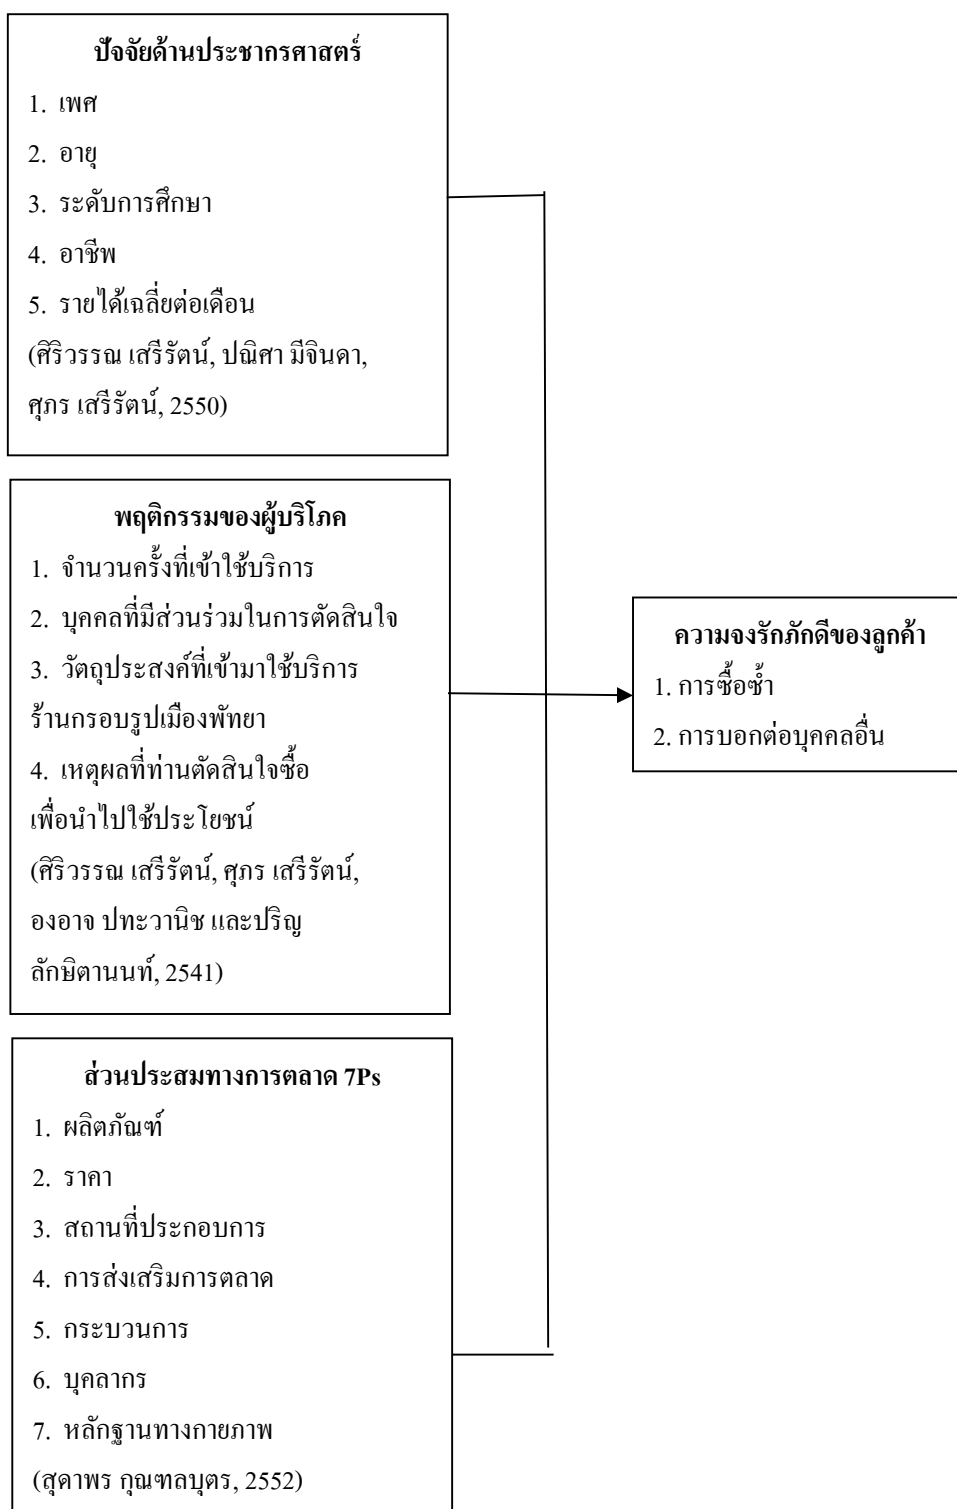 ปัจจัยด้านประชากรศาสตร์
1. เพศ
2. อายุ
3. ระดับการศึกษา
4. อาชีพ
5. รายได้เฉลี่ยต่อเดือน
(ศิริวรรณ เสรีรัตน์, ปณิศา มีจินดา,
ศุภร เสรีรัตน์, 2550)
พฤติกรรมของผู้บริโภค
1. จำนวนครั้งที่เข้าใช้บริการ
2. บุคคลที่มีส่วนร่วมในการตัดสินใจ
3. วัตถุประสงค์ที่เข้ามาใช้บริการ
ร้านกรอบรูปเมืองพัทยา
4. เหตุผลที่ท่านตัดสินใจซื้อ
เพื่อนำไปใช้ประโยชน์
(ศิริวรรณ เสรีรัตน์, ศุภร เสรีรัตน์,
องอาจ ปทะวานิช และปริญ
ลักษิตานนท์, 2541)
ความจงรักภักดีของลูกค้า
1. การซื้อซ้ำ
2. การบอกต่อบุคคลอื่น
ส่วนประสมทางการตลาด 7Ps
1. ผลิตภัณฑ์
2. ราคา
3. สถานที่ประกอบการ
4. การส่งเสริมการตลาด
5. กระบวนการ
6. บุคลากร
7. หลักฐานทางกายภาพ
(สุดาพร กุณฑลบุตร, 2552)